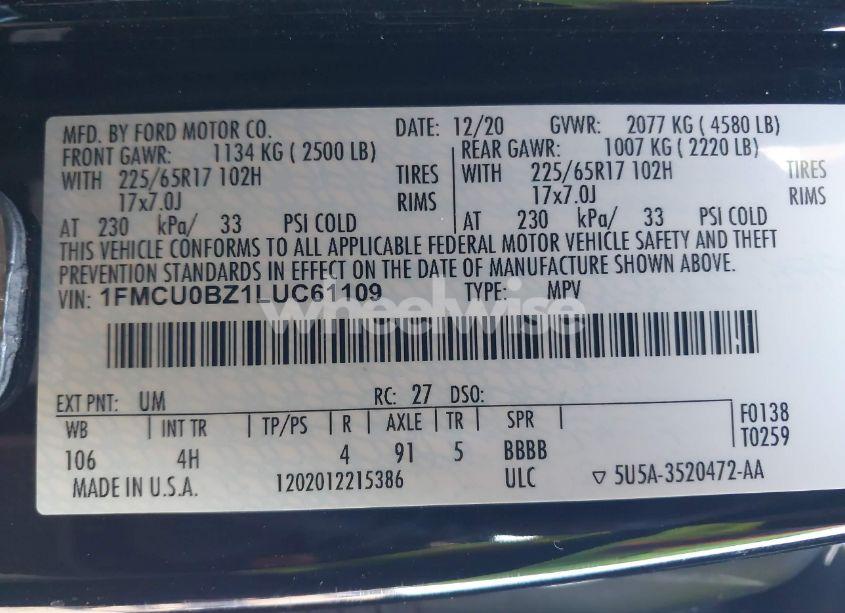 MFD. BY FORD MOTOR CO. DATE: 12/20 GVWR: 2077 KG ( 4580 LB)
FRONT GAWR: 1134 KG ( 2500 LB) REAR GAWR: 1007 KG ( 2220 LB)
WITH 225/65R17 102H TIRES WITH 225/65R17 102H TIRES
17x7.0J RIMS 17x7.0J RIMS
AT 230 kPa/ 33 PSI COLD AT 230 kPa/ 33 PSI COLD
THIS VEHICLE CONFORMS TO ALL APPLICABLE FEDERAL MOTOR VEHICLE SAFETY AND THEFT
PREVENTION STANDARDS IN EFFECT ON THE DATE OF MANUFACTURE SHOWN ABOVE.
VIN: 1FMCU0BZ1LUC61109 TYPE: MPV
wheelwise
EXT PNT: UM RC: 27 DSO:
WB INT TR TP/PS R AXLE TR SPR F0138
106 4H 4 91 5 BBBB T0259
MADE IN U.S.A. 1202012215386 ULC ▽ 5U5A-3520472-AA